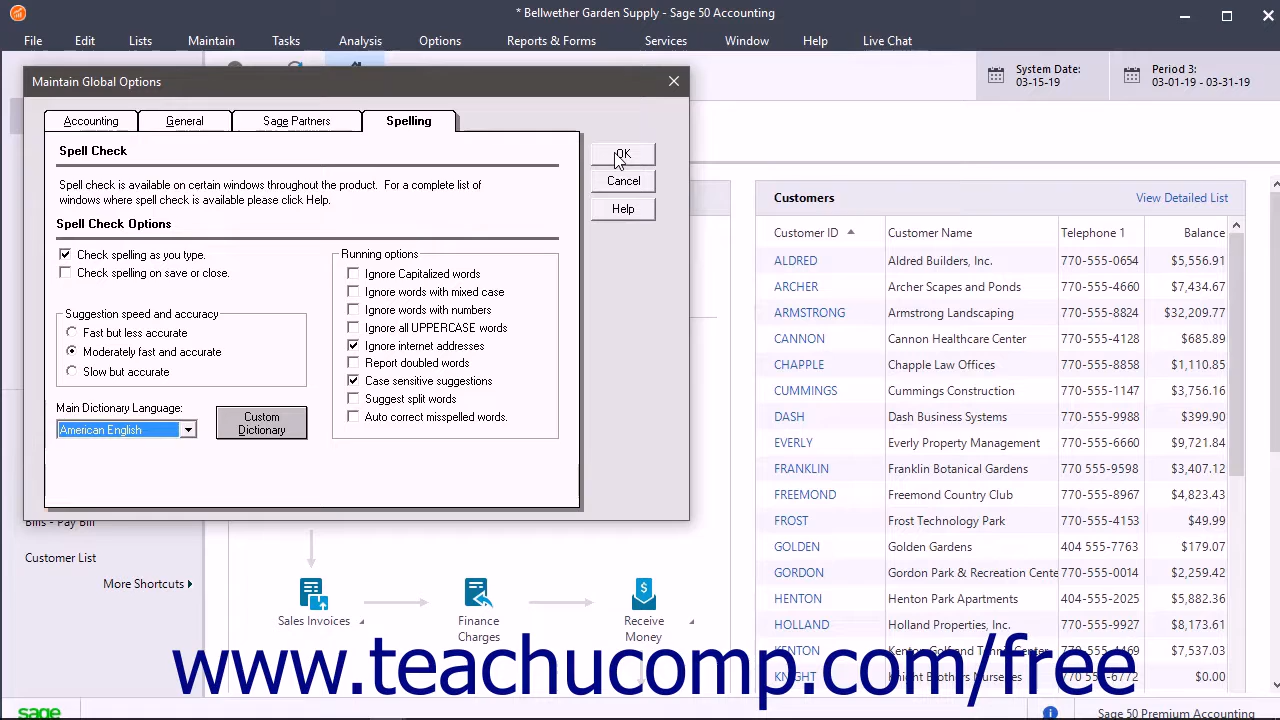 * Bellwether Garden Supply - Sage 50 Accounting
File Edit Lists Maintain Tasks Analysis Options Reports & Forms Services Window Help Live Chat
System Date:
03-15-19
Period 3:
03-01-19 - 03-31-19
Maintain Global Options
Accounting General Sage Partners Spelling
Spell Check
Spell check is available on certain windows throughout the product. For a complete list of
windows where spell check is available please click Help.
Spell Check Options
Check spelling as you type.
Check spelling on save or close.
Suggestion speed and accuracy
Fast but less accurate
Moderately fast and accurate
Slow but accurate
Main Dictionary Language:
American English
Custom
Dictionary
Running options
Ignore Capitalized words
Ignore words with mixed case
Ignore words with numbers
Ignore all UPPERCASE words
Ignore internet addresses
Report doubled words
Case sensitive suggestions
Suggest split words
Auto correct misspelled words.
OK
Cancel
Help
Customers View Detailed List
Customer ID Customer Name Telephone 1 Balance
ALDRED Aldred Builders, Inc. 770-555-0654 $5,556.91
ARCHER Archer Scapes and Ponds 770-555-4660 $7,434.67
ARMSTRONG Armstrong Landscaping 770-555-8824 $32,209.77
CANNON Cannon Healthcare Center 770-555-4128 $685.89
CHAPPLE Chapple Law Offices 770-555-8858 $1,110.85
CUMMINGS Cummings Construction 770-555-1147 $3,756.16
DASH Dash Business Systems 770-555-9988 $399.90
EVERLY Everly Property Management 770-555-6660 $9,721.84
FRANKLIN Franklin Botanical Gardens 770 555-9598 $3,407.12
FREEMOND Freemond Country Club 770-555-8967 $4,823.43
FROST Frost Technology Park 770-555-4153 $49.99
GOLDEN Golden Gardens 404 555-7763 $179.07
GORDON Gordon Park & Recreation Cente 770-555-0014 $2,259.42
HENTON Henton Park Apartments 404 555-2025 $5,882.36
HOLLAND Holland Properties, Inc. 770-555-9927 $8,173.61
KENTON Kenton Golf and Tennis Center $7,537.03
Knight Brothers Nurseries 770-555-6772 $0.00
Bills - Pay Bill
Customer List
More Shortcuts
Sales Invoices
Finance
Charges
Receive
Money
www.teachucomp.com/free
sage
Sage 50 Premium Accounting